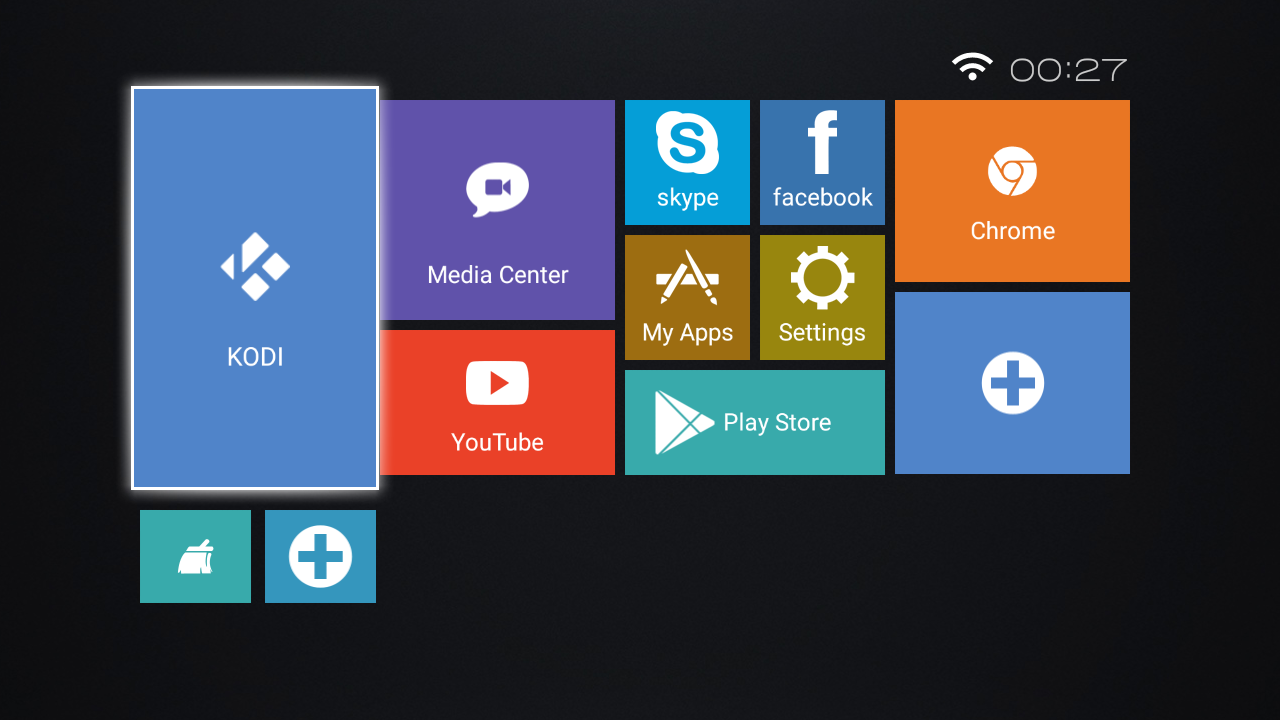 00:27
KODI
Media Center
YouTube
skype
facebook
My Apps
Settings
Play Store
Chrome